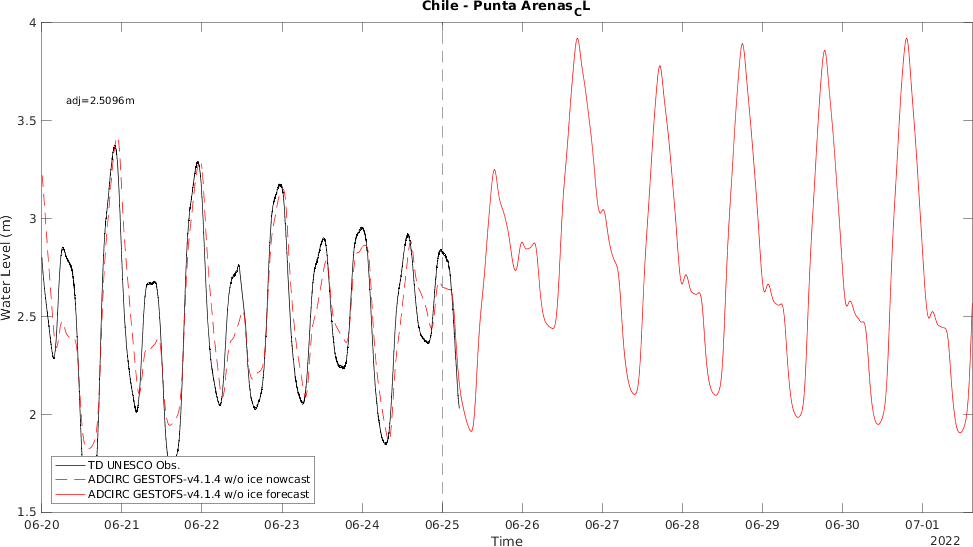 Chile - Punta Arenas_CL
4
adj=2.5096m
3.5
3
Water Level (m)
2.5
2
TD UNESCO Obs.
ADCIRC GESTOFS-v4.1.4 w/o ice nowcast
ADCIRC GESTOFS-v4.1.4 w/o ice forecast
1.5
06-20 06-21 06-22 06-23 06-24 06-25 06-26 06-27 06-28 06-29 06-30 07-01
Time
2022